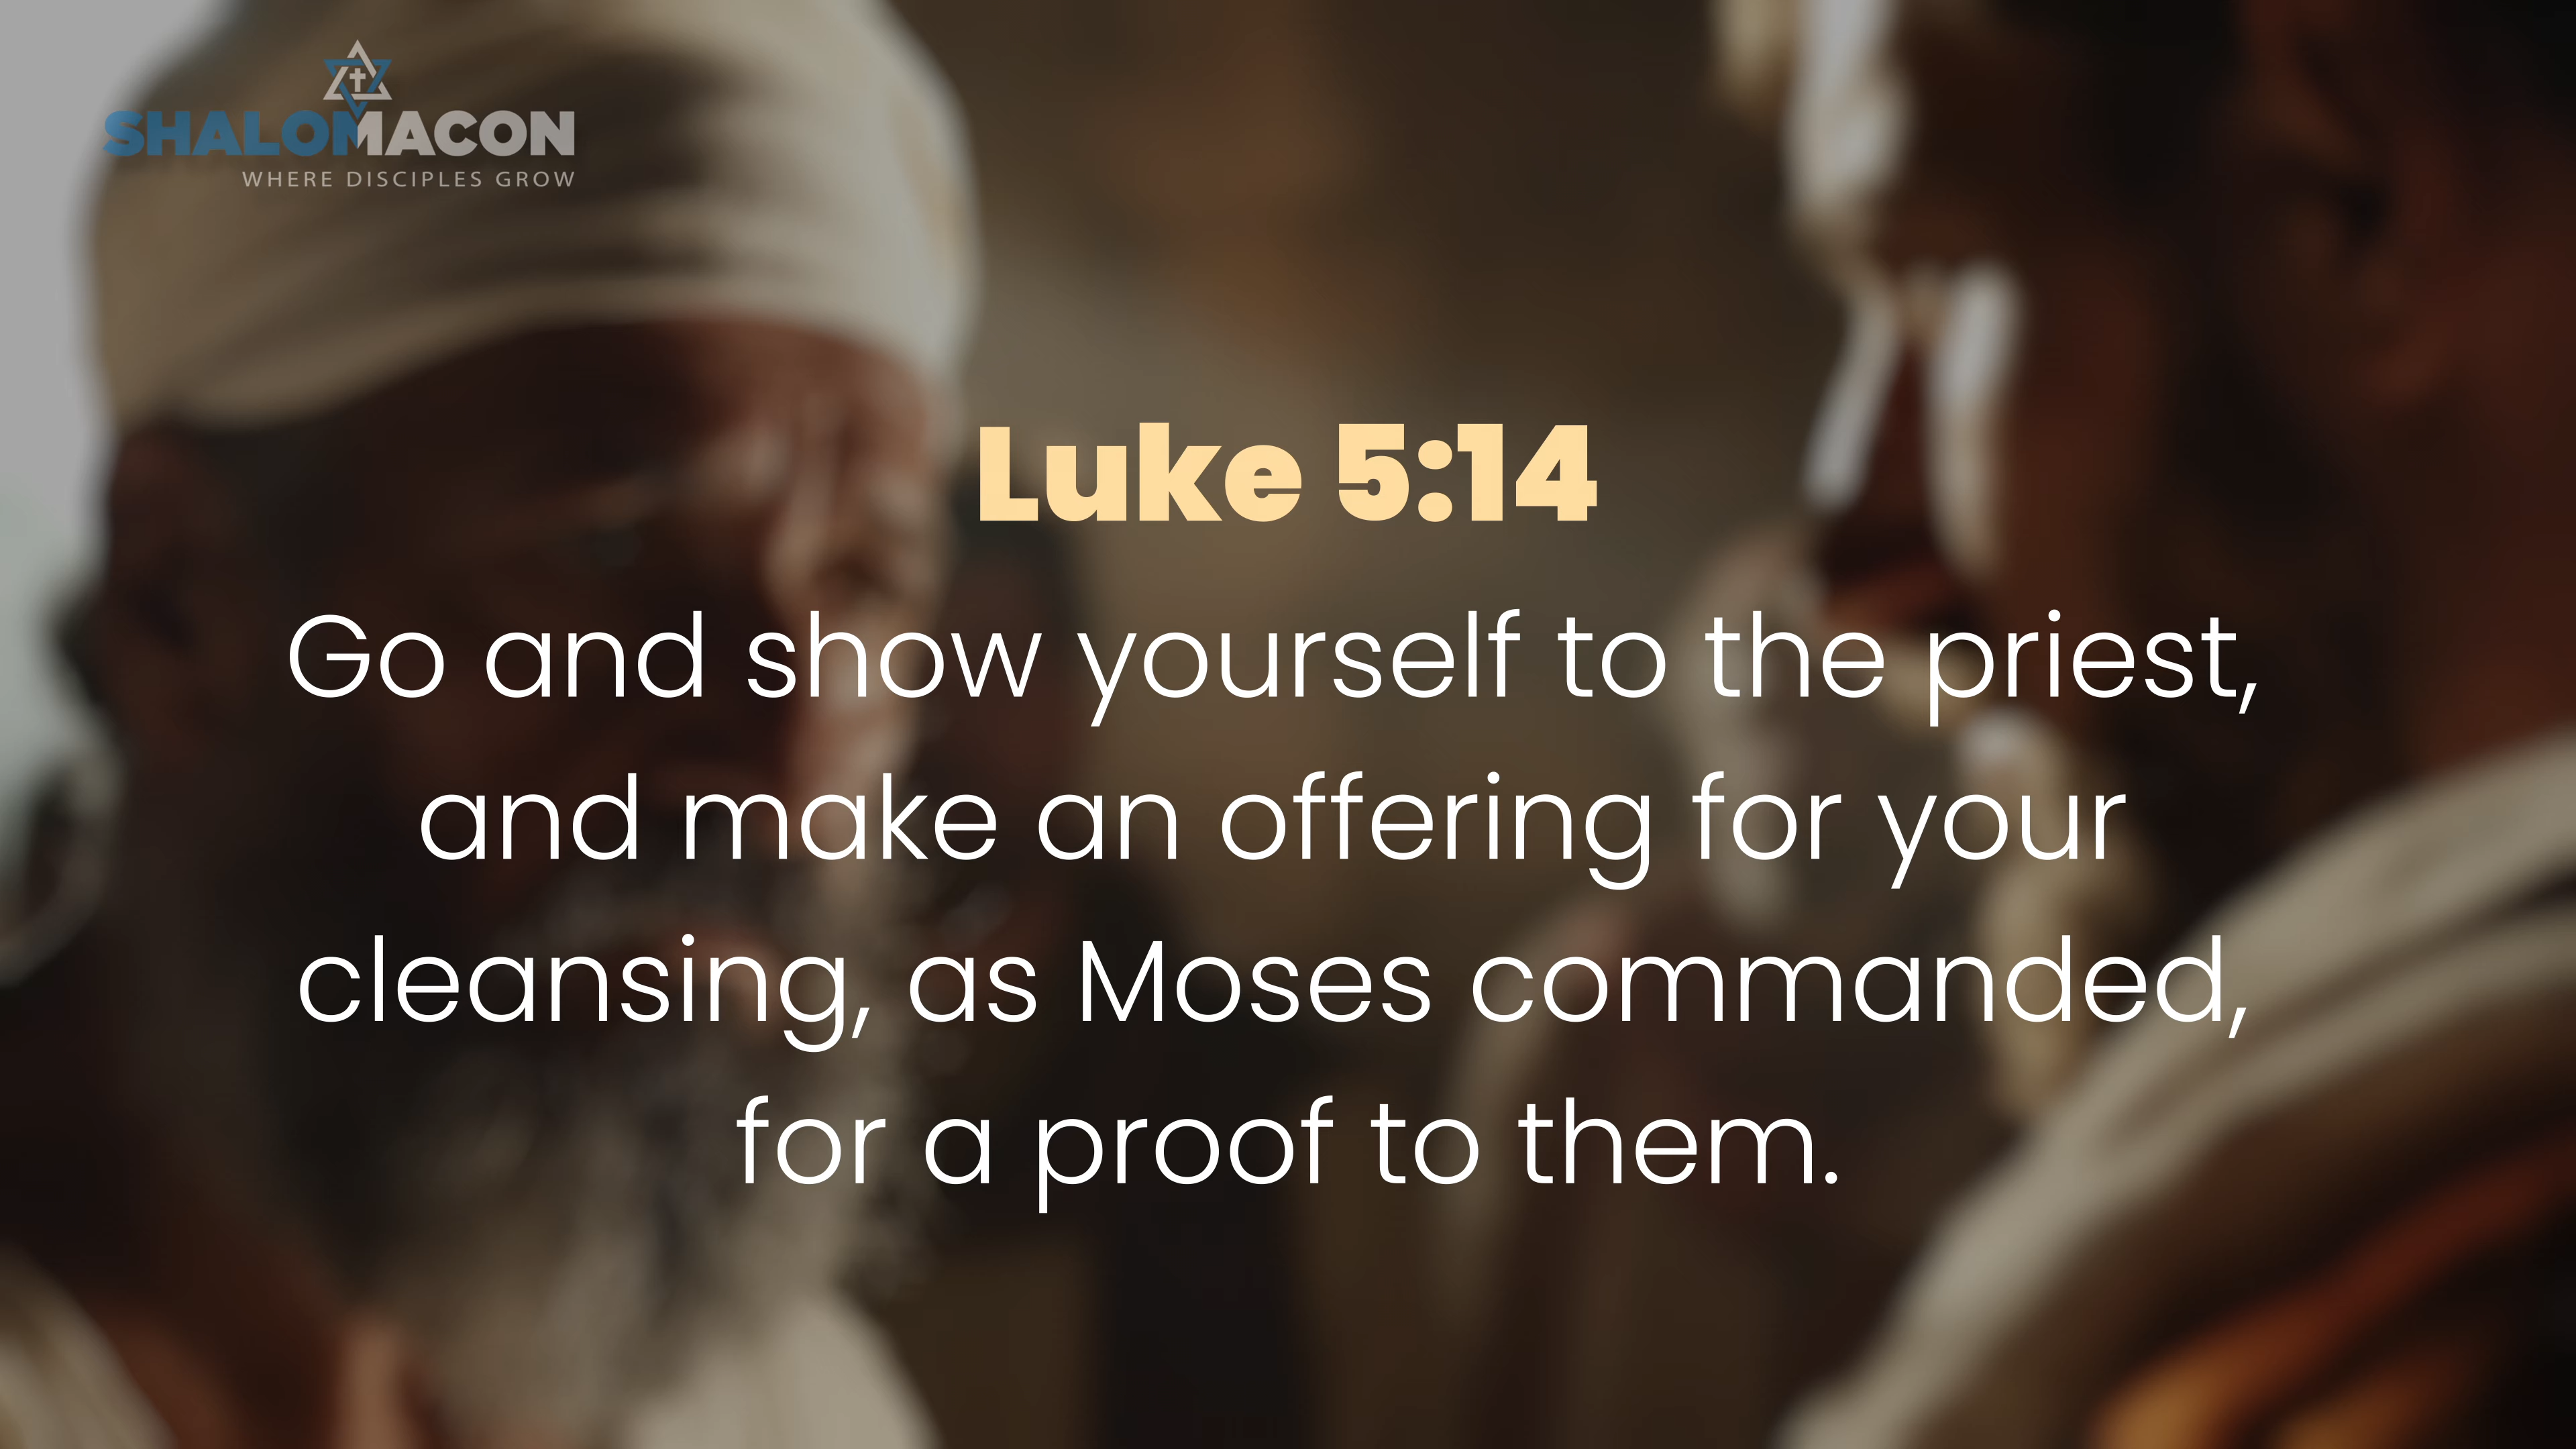 SHALOMACON
WHERE DISCIPLES GROW
Luke 5:14
Go and show yourself to the priest,
and make an offering for your
cleansing, as Moses commanded,
for a proof to them.